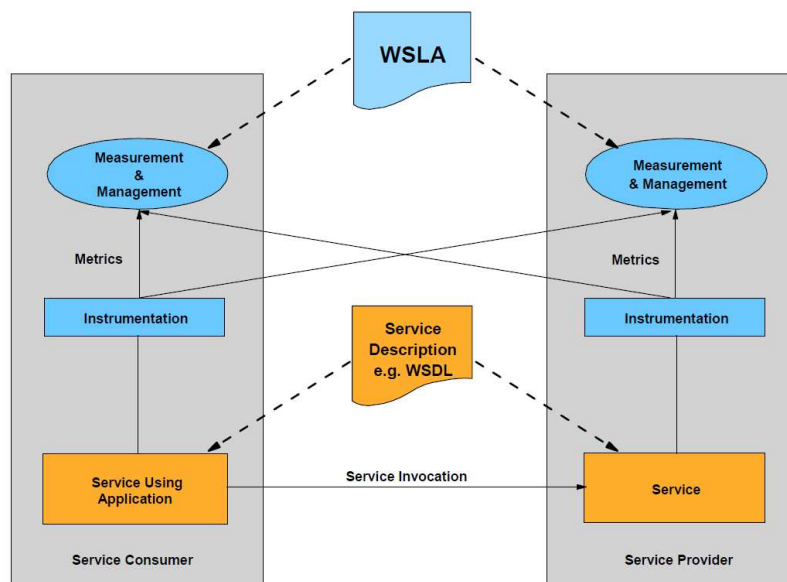 WSLA
Measurement
&
Management
Measurement
& Management
Metrics
Metrics
Instrumentation
Instrumentation
Service
Description
e.g. WSDL
Service Using
Application
Service Invocation
Service
Service Consumer
Service Provider